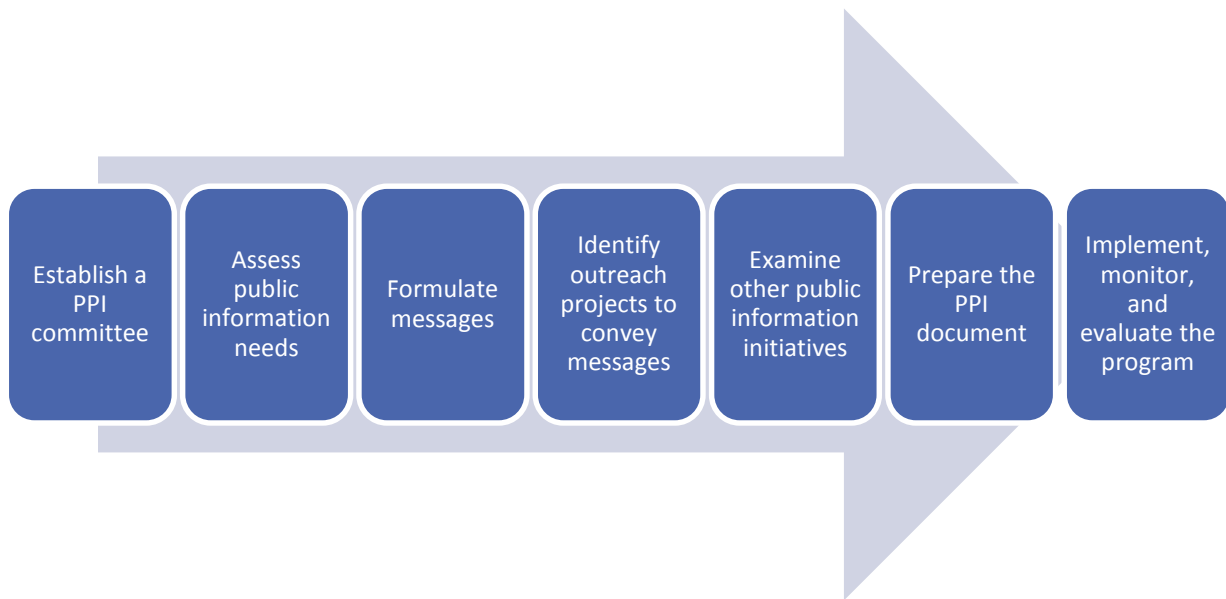 Establish a
PPI
committee
Assess
public
information
needs
Formulate
messages
Identify
outreach
projects to
convey
messages
Examine
other public
information
initiatives
Prepare the
PPI
document
Implement,
monitor,
and
evaluate the
program